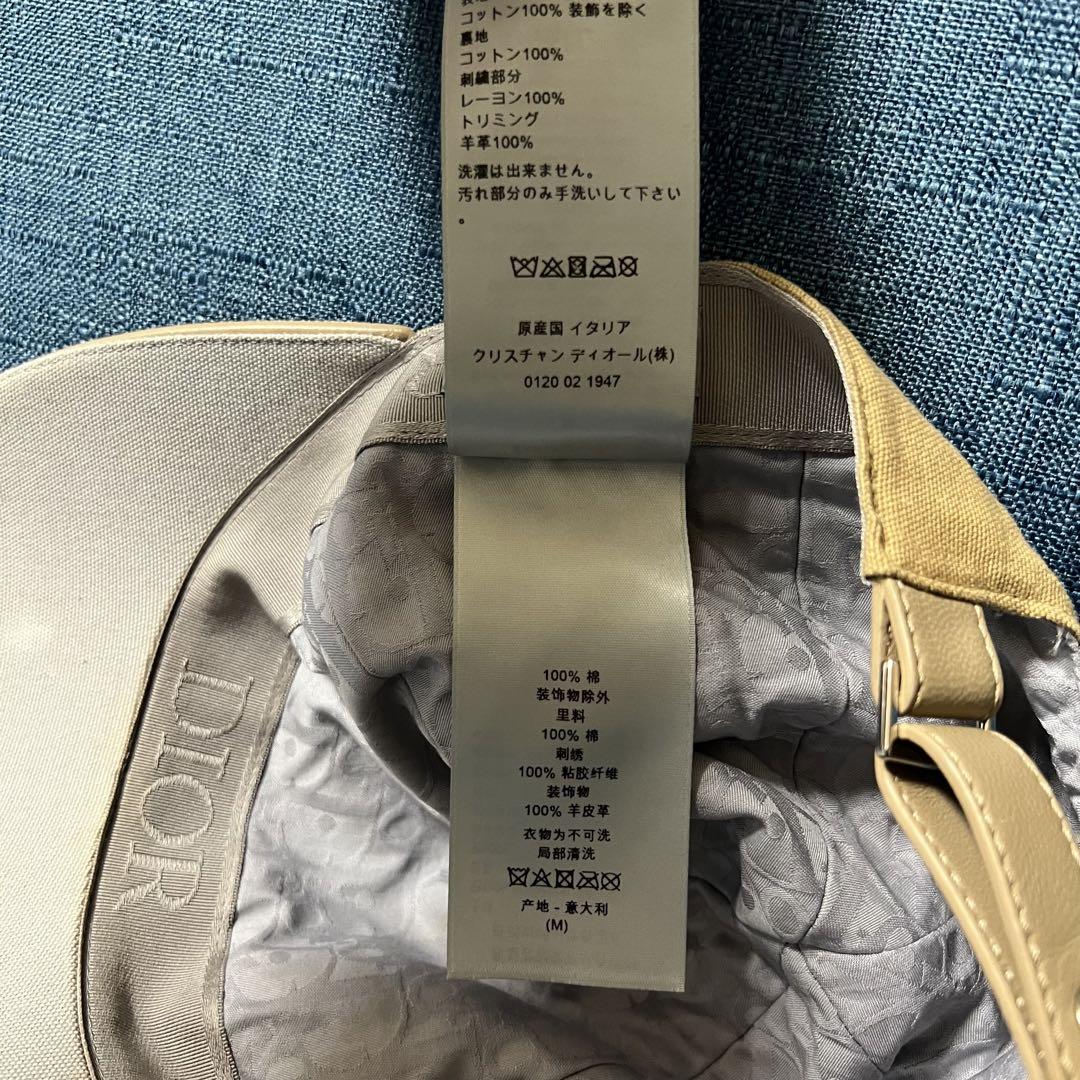 コットン100% 装飾を除く
裏地
コットン100%
刺繍部分
レーヨン100%
トリミング
羊革100%
洗濯は出来ません。
汚れ部分のみ手洗いして下さい
。
原産国 イタリア
クリスチャン ディオール(株)
0120 02 1947
100% 棉
装饰物除外
里料
100% 棉
刺绣
100% 粘胶纤维
装饰物
100% 羊皮革
衣物为不可洗
局部清洗
产地 - 意大利
(M)
DIOR